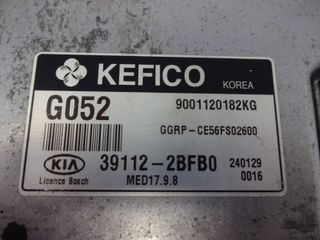 KEFICO KOREA
G052 9001120182KG
GGRP-CE56FS02600
KIA 39112-2BFB0 240129
Licence Bosch MED17.9.8 0016